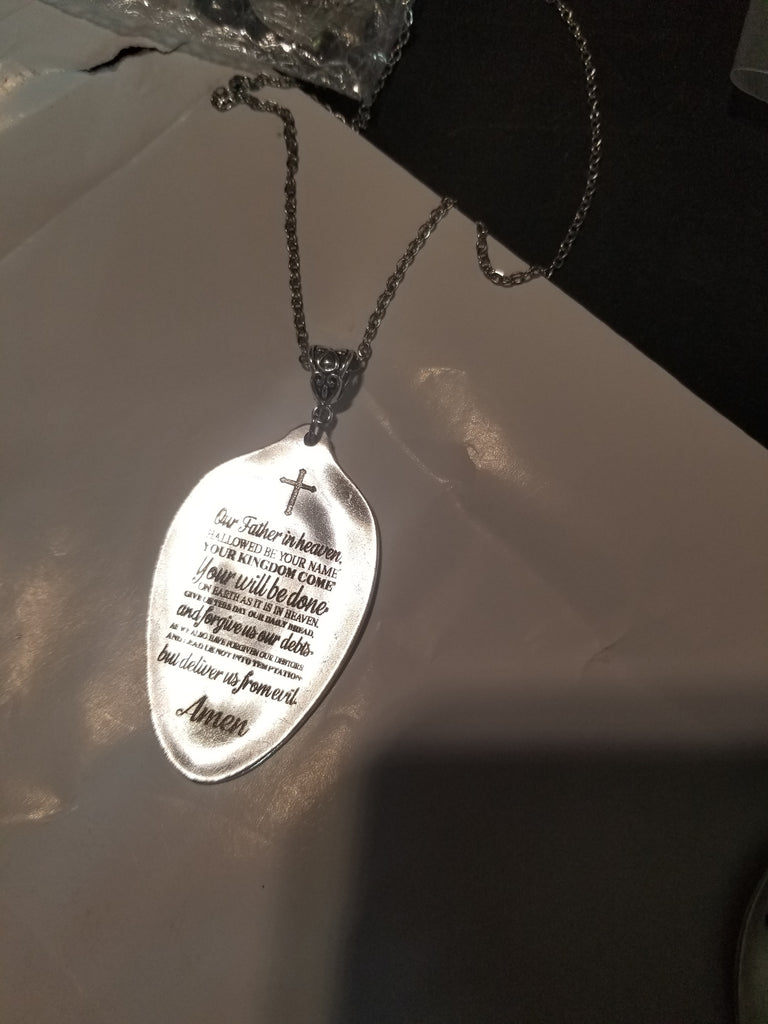 Our Father in heaven,
HALLOWED BE YOUR NAME
YOUR KINGDOM COME
Your will be done
ON EARTH AS IT IS IN HEAVEN.
GIVE US THIS DAY OUR DAILY BREAD,
and forgive us our debts.
AS WE ALSO HAVE FORGIVEN OUR DEBTORS
AND LEAD US NOT INTO TEMPTATION
but deliver us from evil.
Amen